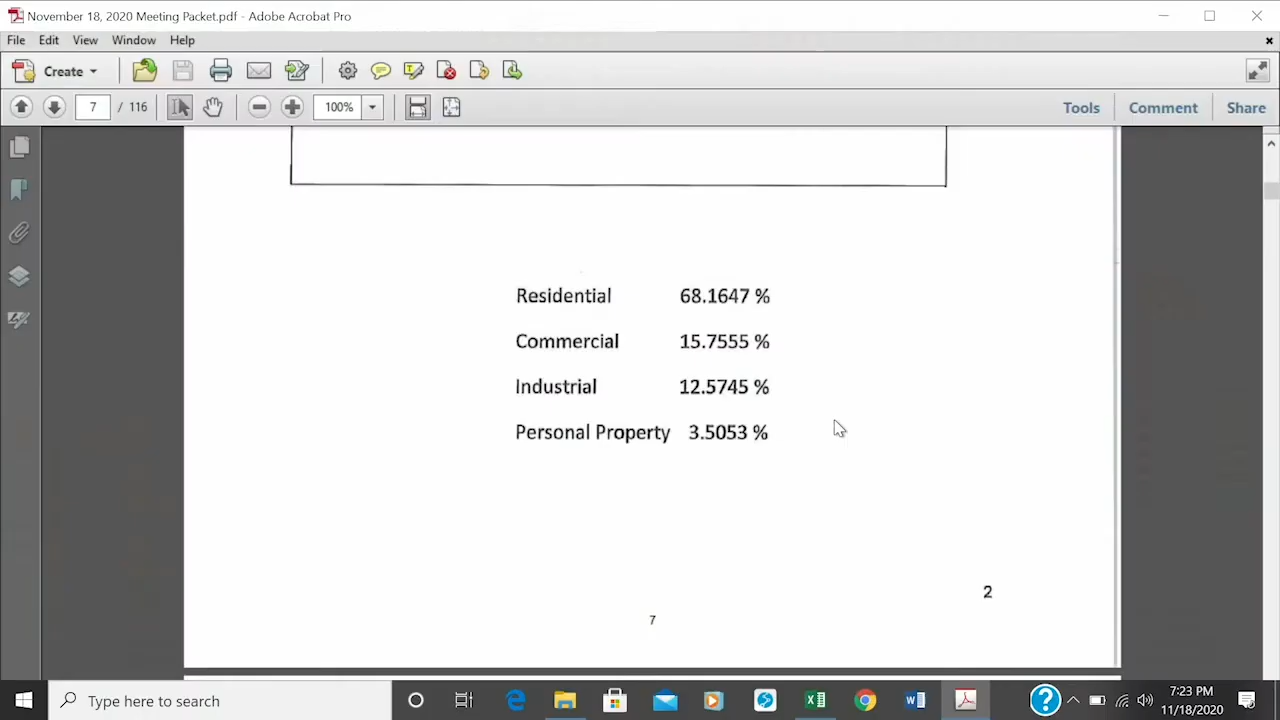 November 18, 2020 Meeting Packet.pdf - Adobe Acrobat Pro
File Edit View Window Help
Create
7 / 116 100% Tools Comment Share
Residential 68.1647 %
Commercial 15.7555 %
Industrial 12.5745 %
Personal Property 3.5053 %
2
7
Type here to search
7:23 PM
11/18/2020